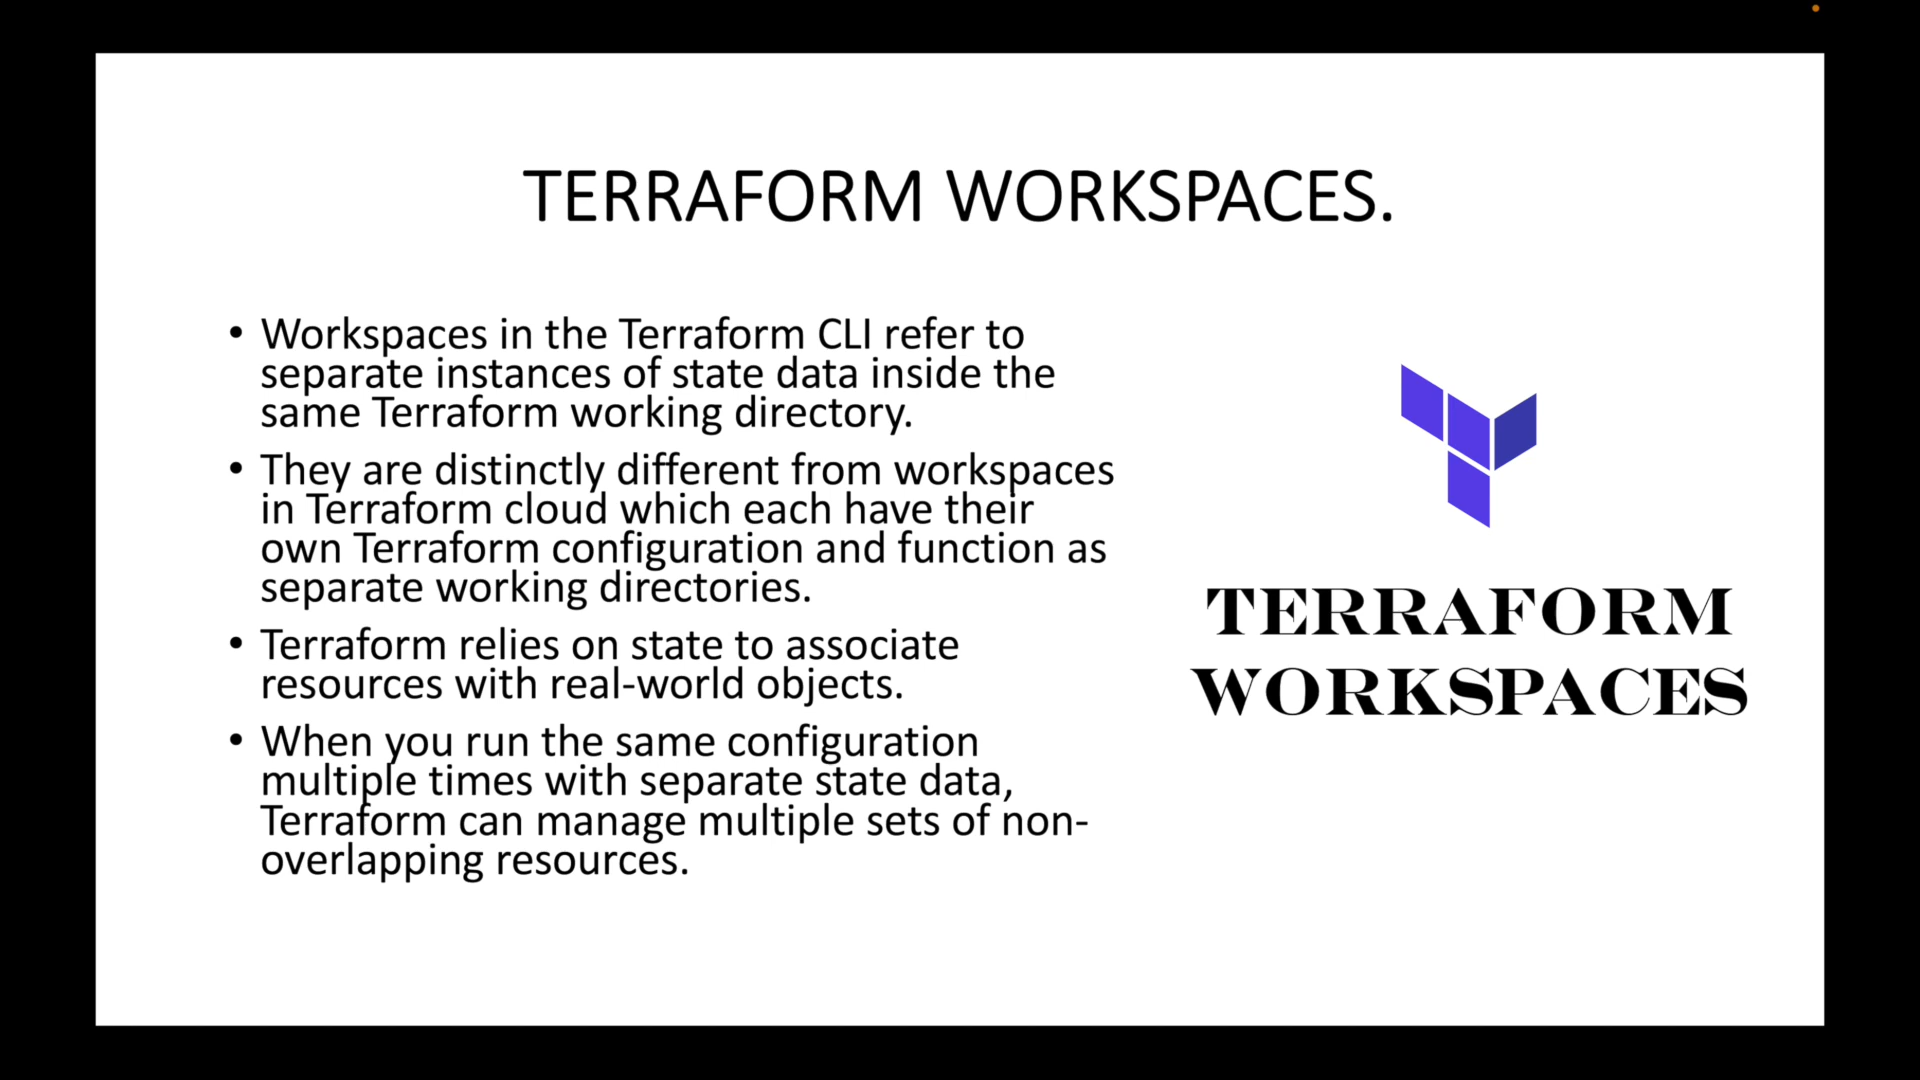 TERRAFORM WORKSPACES.
• Workspaces in the Terraform CLI refer to
separate instances of state data inside the
same Terraform working directory.
• They are distinctly different from workspaces
in Terraform cloud which each have their
own Terraform configuration and function as
separate working directories.
• Terraform relies on state to associate
resources with real-world objects.
• When you run the same configuration
multiple times with separate state data,
Terraform can manage multiple sets of non-
overlapping resources.
TERRAFORM
WORKSPACES